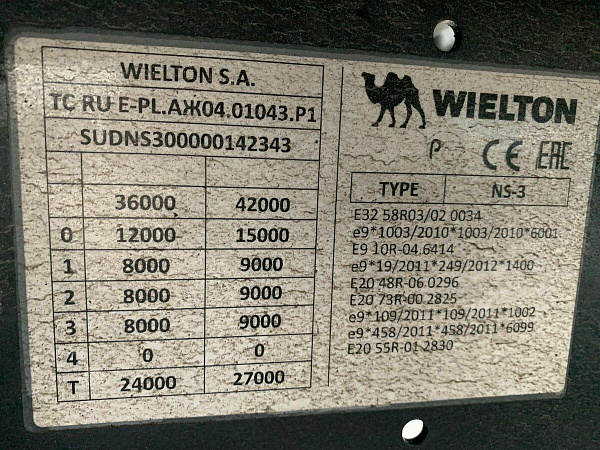 WIELTON S.A.
TC RU E-PL.АЖ04.01043.P1
SUDNS300000142343
36000 42000
0 12000 15000
1 8000 9000
2 8000 9000
3 8000 9000
4 0 0
T 24000 27000
WIELTON
P CE EAC
TYPE NS-3
E32 58R03/02 0034
e9*1003/2010*1003/2010*6001
E9 10R-04.6414
e9*19/2011*249/2012*1400
E20 48R-06.0296
E20 73R-00.2825
e9*109/2011*109/2011*1002
e9*458/2011*458/2011*6099
E20 55R-01 2830